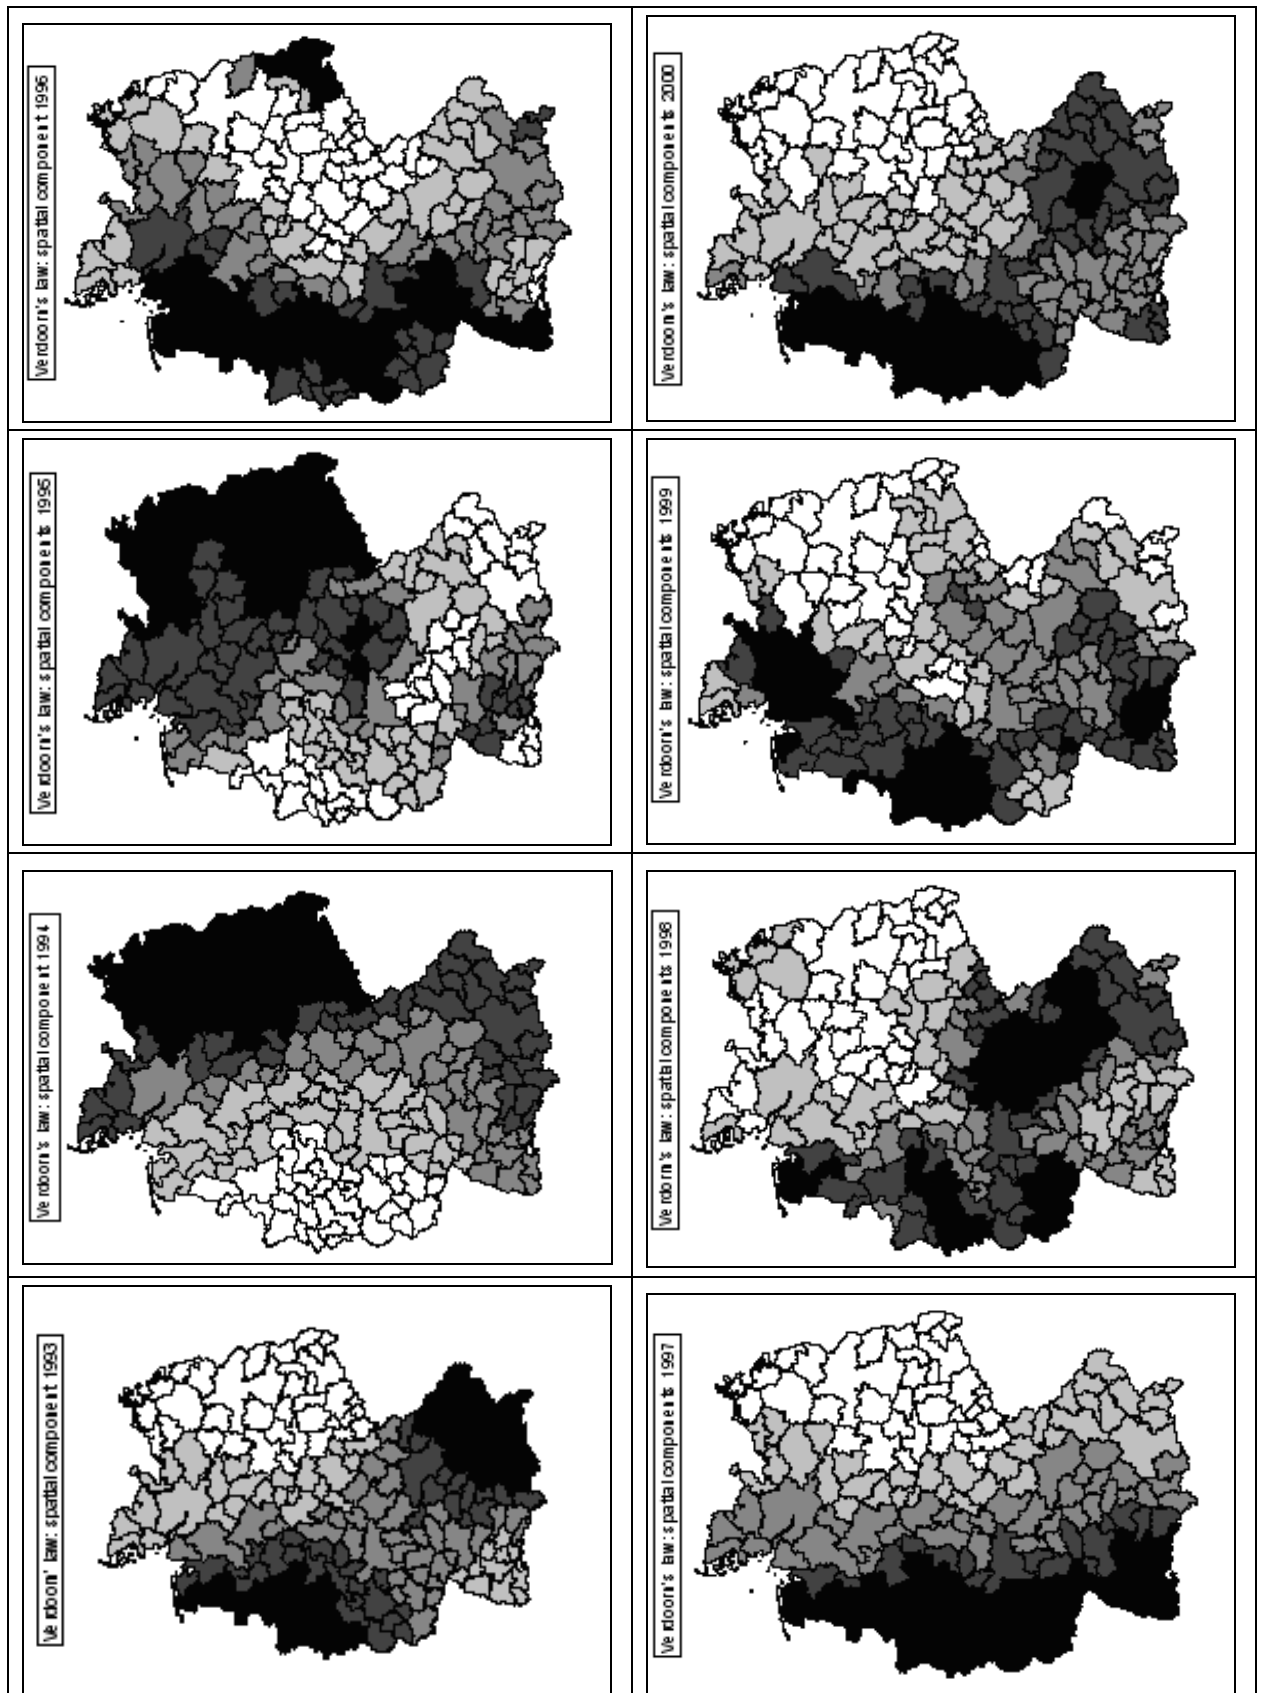 Verdoorn' law: spatial component 1993
Verdoorn's law: spatial component 1994
Verdoorn's law: spatial components 1995
Verdoorn's law: spatial component 1996
Verdoorn's law: spatial components 1997
Verdoorn's law: spatial components 1998
Verdoorn's law: spatial components 1999
Verdoorn's law: spatial components 2000